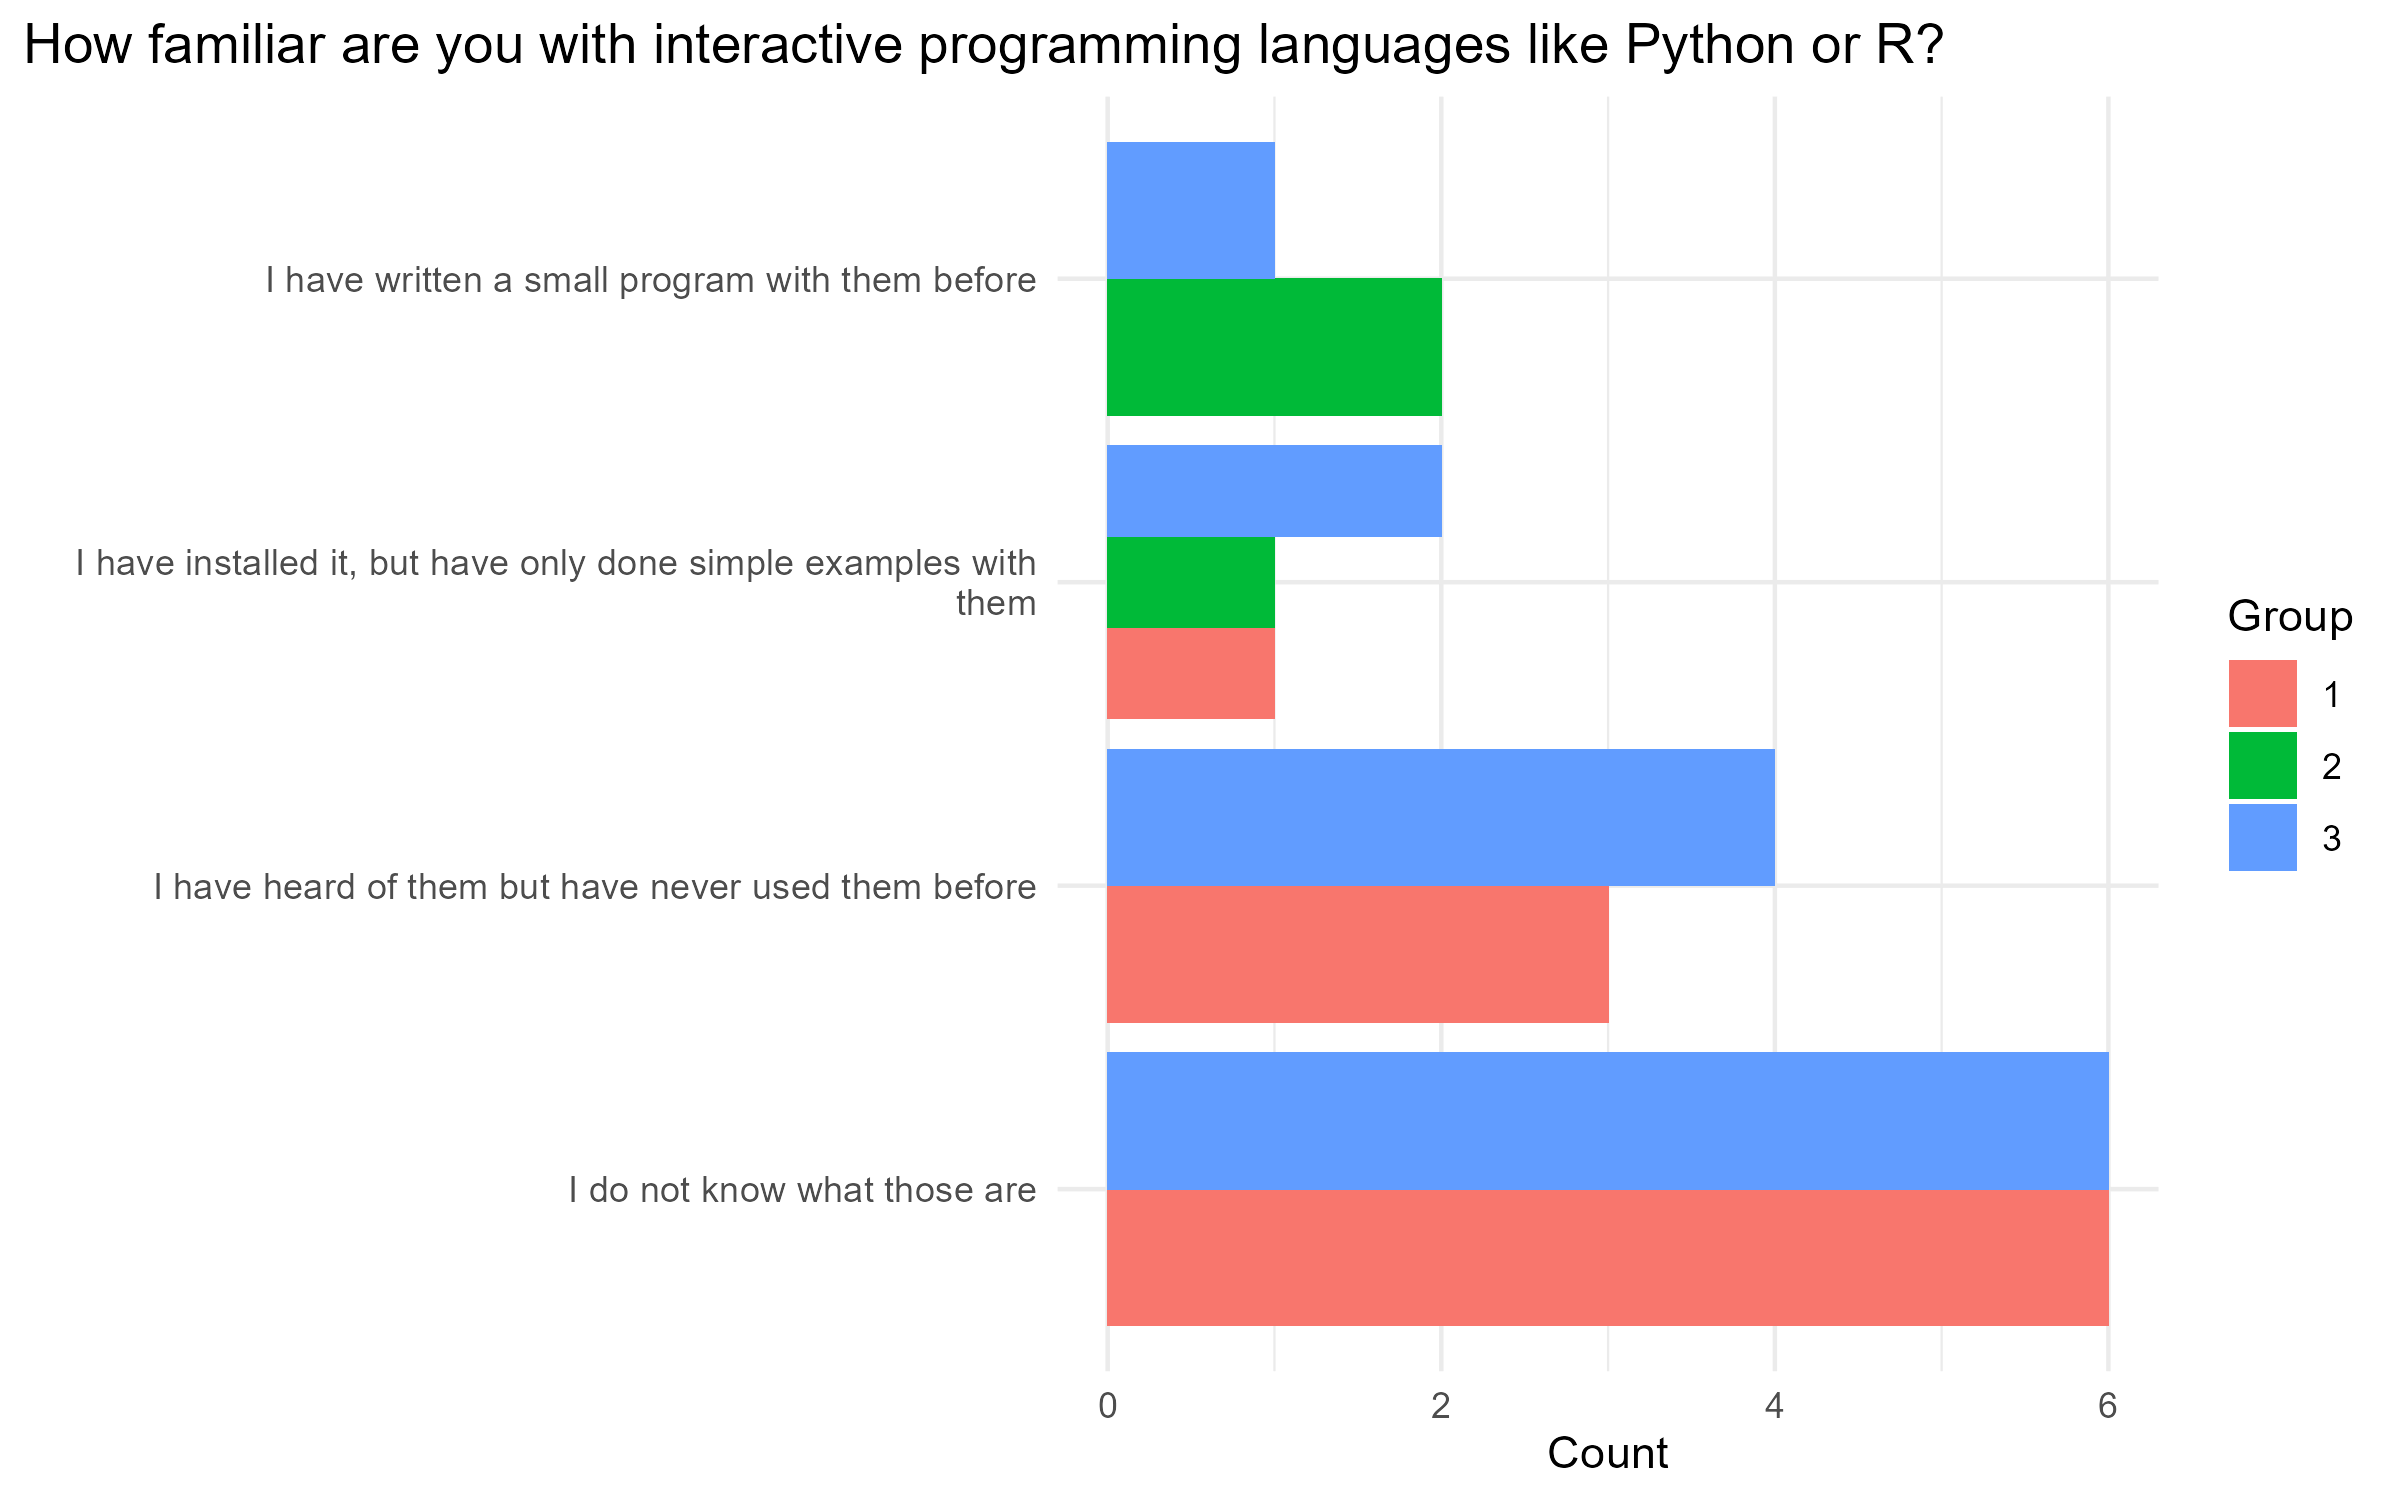 How familiar are you with interactive programming languages like Python or R?
I have written a small program with them before
I have installed it, but have only done simple examples with
them
I have heard of them but have never used them before
I do not know what those are
0 2 4 6
Count
Group
1
2
3